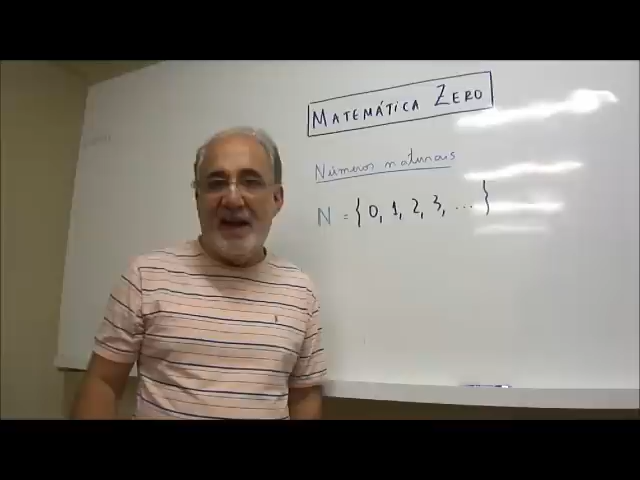 MATEMÁTICA ZERO
Números naturais
N = {0, 1, 2, 3, ...}